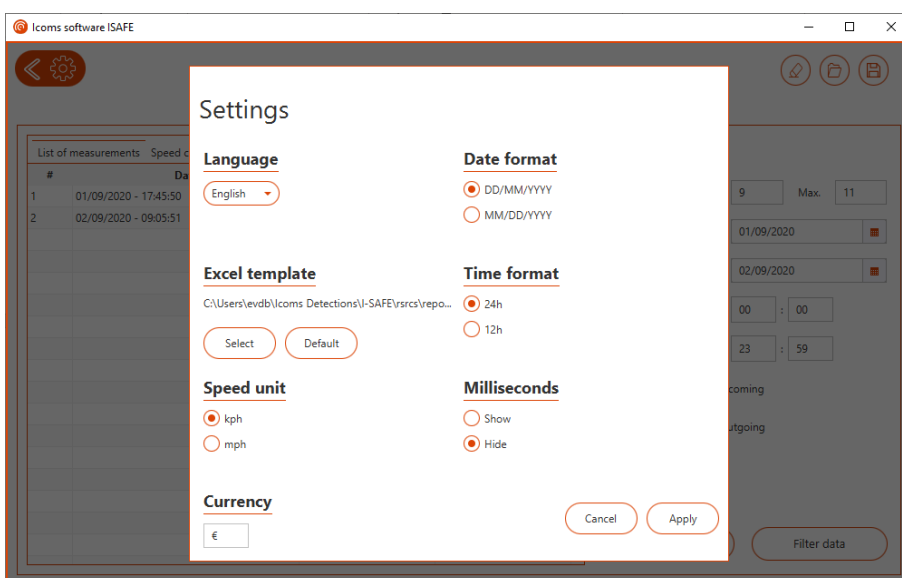 Icoms software ISAFE
Settings
Language
English
Date format
DD/MM/YYYY
MM/DD/YYYY
Excel template
C:\Users\evdb\Icoms Detections\I-SAFE\rsrcs\repo...
Select
Default
Time format
24h
12h
Speed unit
kph
mph
Milliseconds
Show
Hide
Currency
€
Cancel
Apply
List of measurements Speed c
# Da
1 01/09/2020 - 17:45:50
2 02/09/2020 - 09:05:51
9 Max. 11
01/09/2020
02/09/2020
00 : 00
23 : 59
coming
utgoing
Filter data